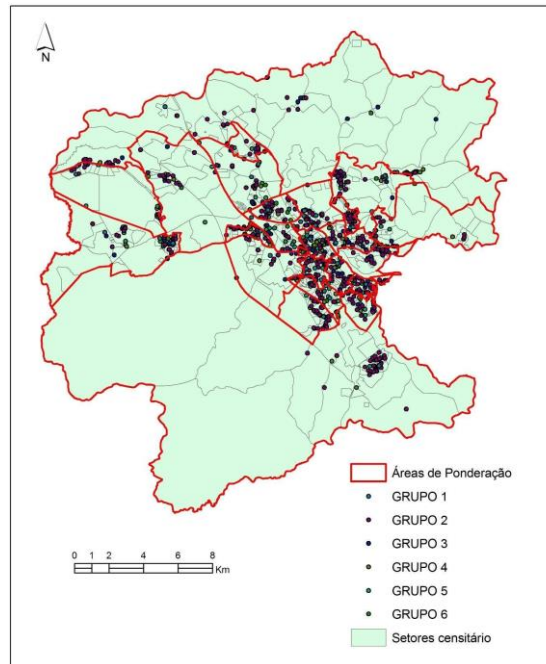 N
Áreas de Ponderação
GRUPO 1
GRUPO 2
GRUPO 3
GRUPO 4
GRUPO 5
GRUPO 6
Setores censitário
0 1 2 4 6 8
Km